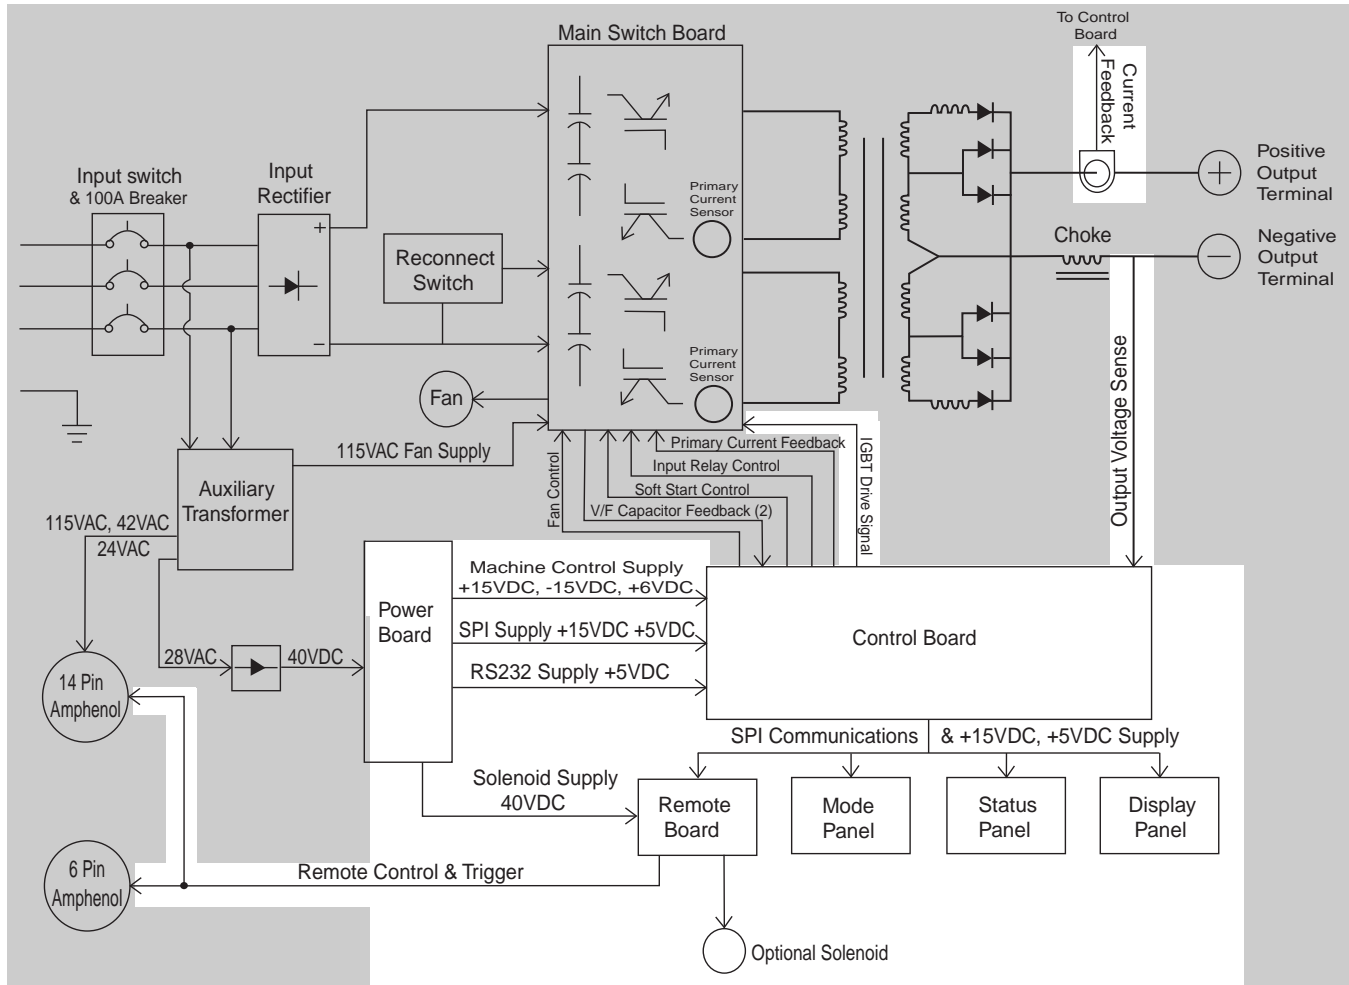 Main Switch Board
To Control
Board
Current
Feedback
Input switch
& 100A Breaker
Input
Rectifier
+
−
Reconnect
Switch
Primary
Current
Sensor
Primary
Current
Sensor
+
Positive
Output
Terminal
Choke
−
Negative
Output
Terminal
Output Voltage Sense
Fan
115VAC Fan Supply
Auxiliary
Transformer
115VAC, 42VAC
24VAC
Fan Control
Primary Current Feedback
Input Relay Control
Soft Start Control
V/F Capacitor Feedback (2)
IGBT Drive Signal
28VAC
40VDC
Power
Board
Machine Control Supply
+15VDC, -15VDC, +6VDC
SPI Supply +15VDC +5VDC
RS232 Supply +5VDC
Control Board
14 Pin
Amphenol
SPI Communications & +15VDC, +5VDC Supply
Solenoid Supply
40VDC
Remote
Board
Mode
Panel
Status
Panel
Display
Panel
6 Pin
Amphenol
Remote Control & Trigger
Optional Solenoid